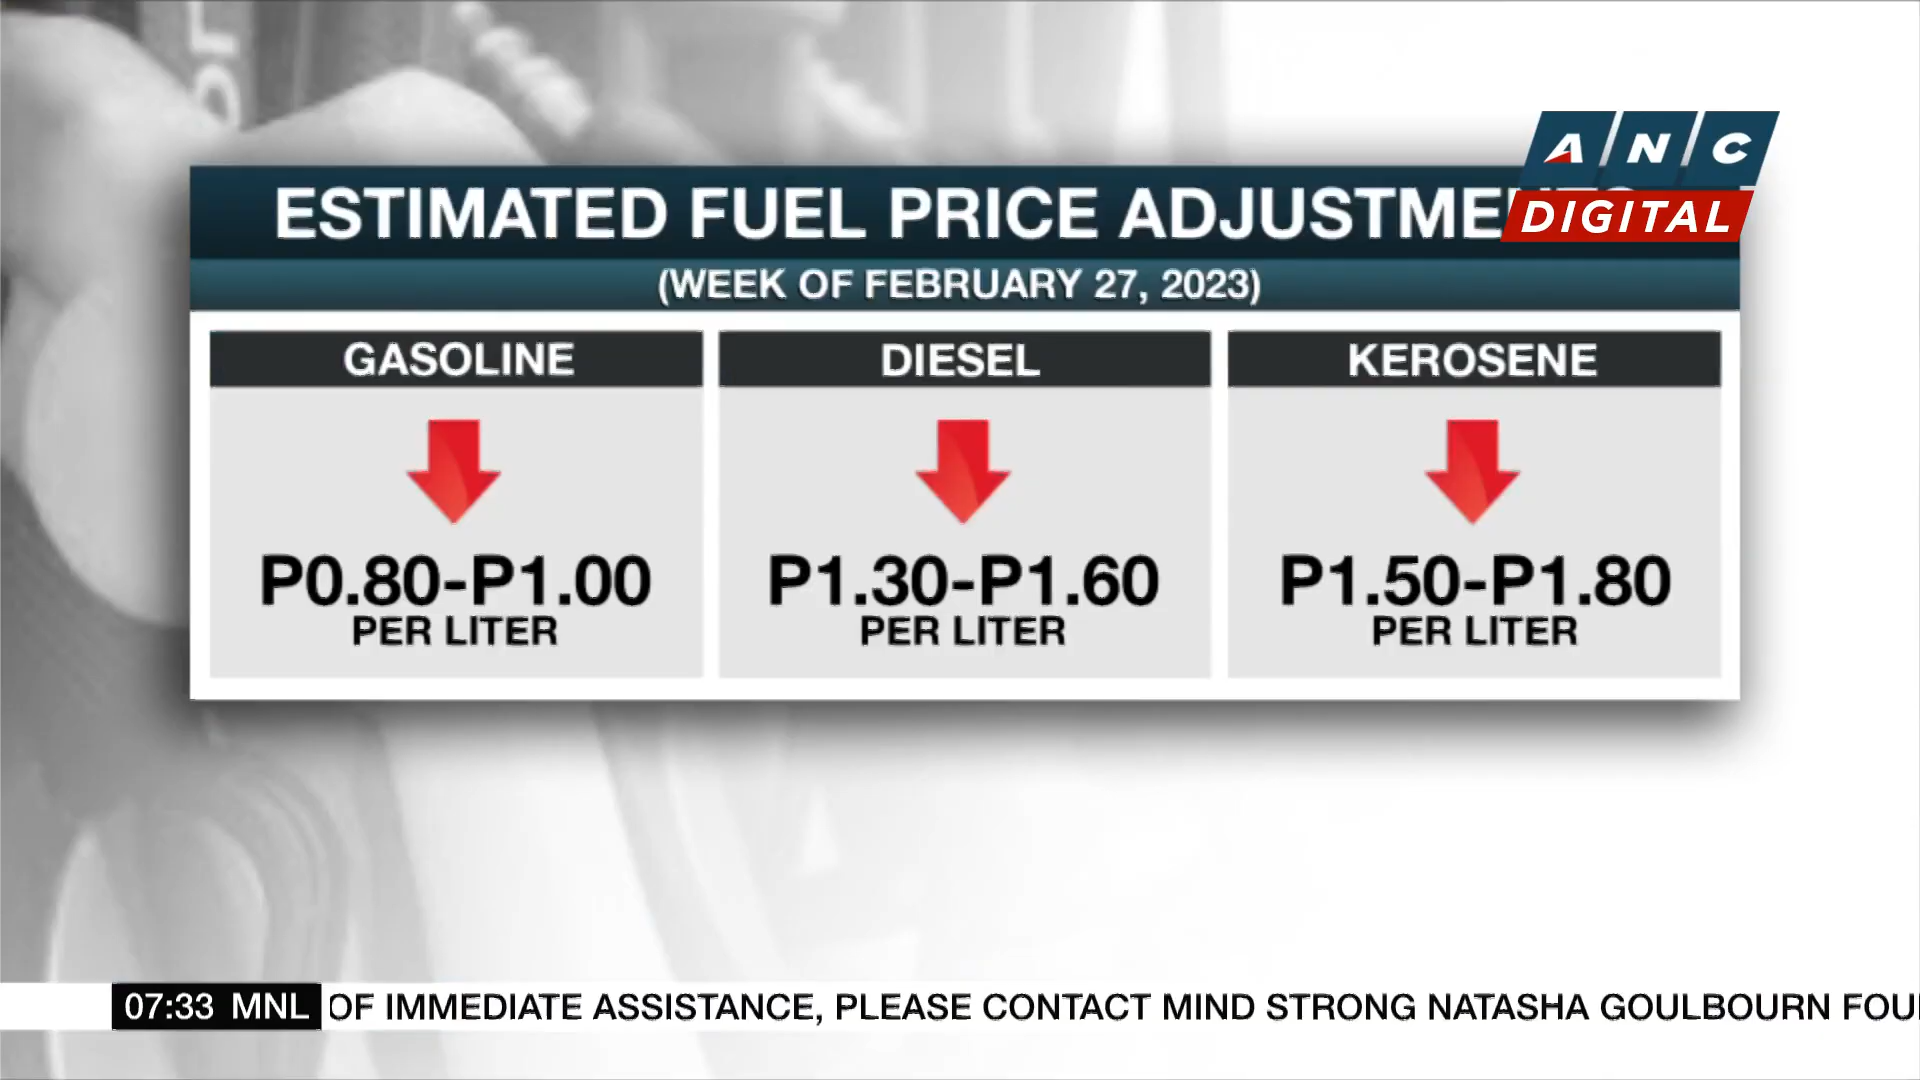 ANC
DIGITAL
ESTIMATED FUEL PRICE
(WEEK OF FEBRUARY 27, 2023)
GASOLINE
DIESEL
KEROSENE
P0.80-P1.00
PER LITER
P1.30-P1.60
PER LITER
P1.50-P1.80
PER LITER
07:33 MNL
OF IMMEDIATE ASSISTANCE, PLEASE CONTACT MIND STRONG NATASHA GOULBOURN